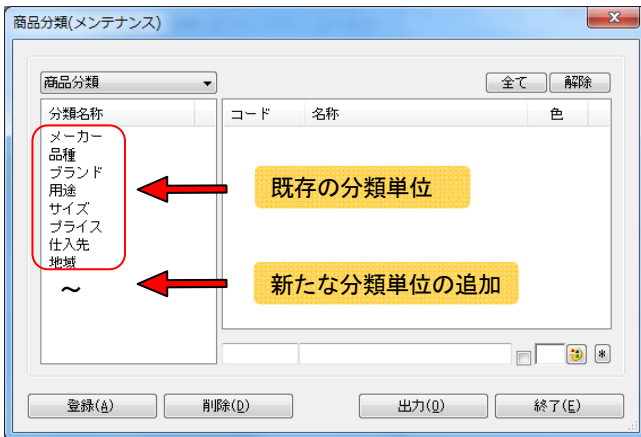 商品分類(メンテナンス)
商品分類
全て
解除
分類名称
コード
名称
色
メーカー
品種
ブランド
用途
サイズ
プライス
仕入先
地域
～
既存の分類単位
新たな分類単位の追加
*
登録(A)
削除(D)
出力(O)
終了(E)